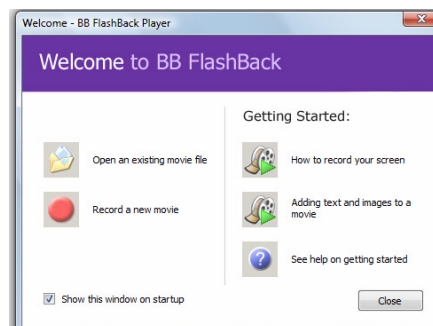 Welcome - BB FlashBack Player
Welcome to BB FlashBack
Getting Started:
Open an existing movie file
How to record your screen
Record a new movie
Adding text and images to a
movie
See help on getting started
Show this window on startup
Close